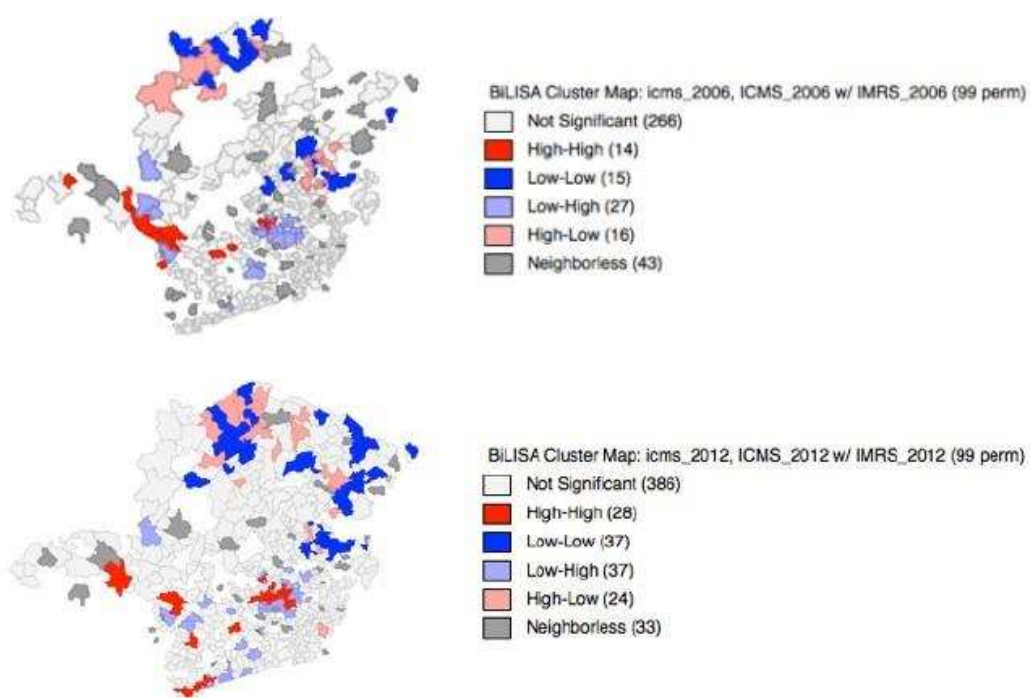 BiLISA Cluster Map: icms_2006, ICMS_2006 w/ IMRS_2006 (99 perm)
Not Significant (266)
High-High (14)
Low-Low (15)
Low-High (27)
High-Low (16)
Neighborless (43)
BiLISA Cluster Map: icms_2012, ICMS_2012 w/ IMRS_2012 (99 perm)
Not Significant (386)
High-High (28)
Low-Low (37)
Low-High (37)
High-Low (24)
Neighborless (33)